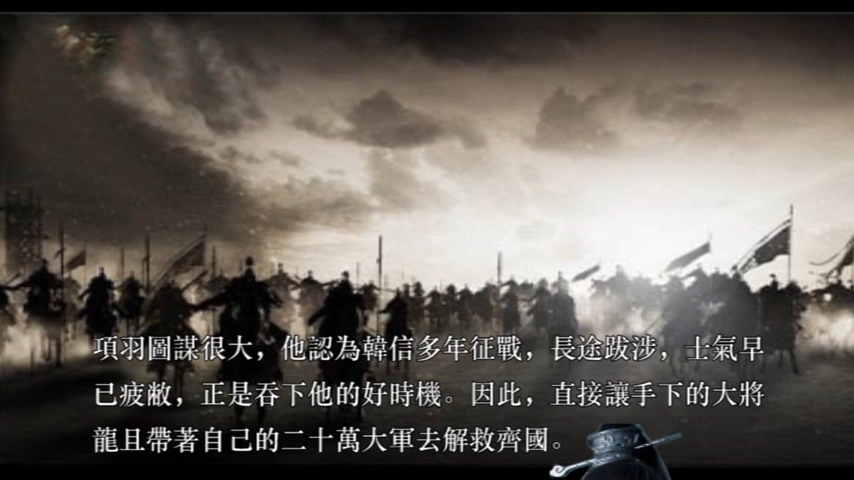 項羽圖謀很大，他認為韓信多年征戰，長途跋涉，士氣早
已疲敝，正是吞下他的好時機。因此，直接讓手下的大將
龍且帶著自己的二十萬大軍去解救齊國。